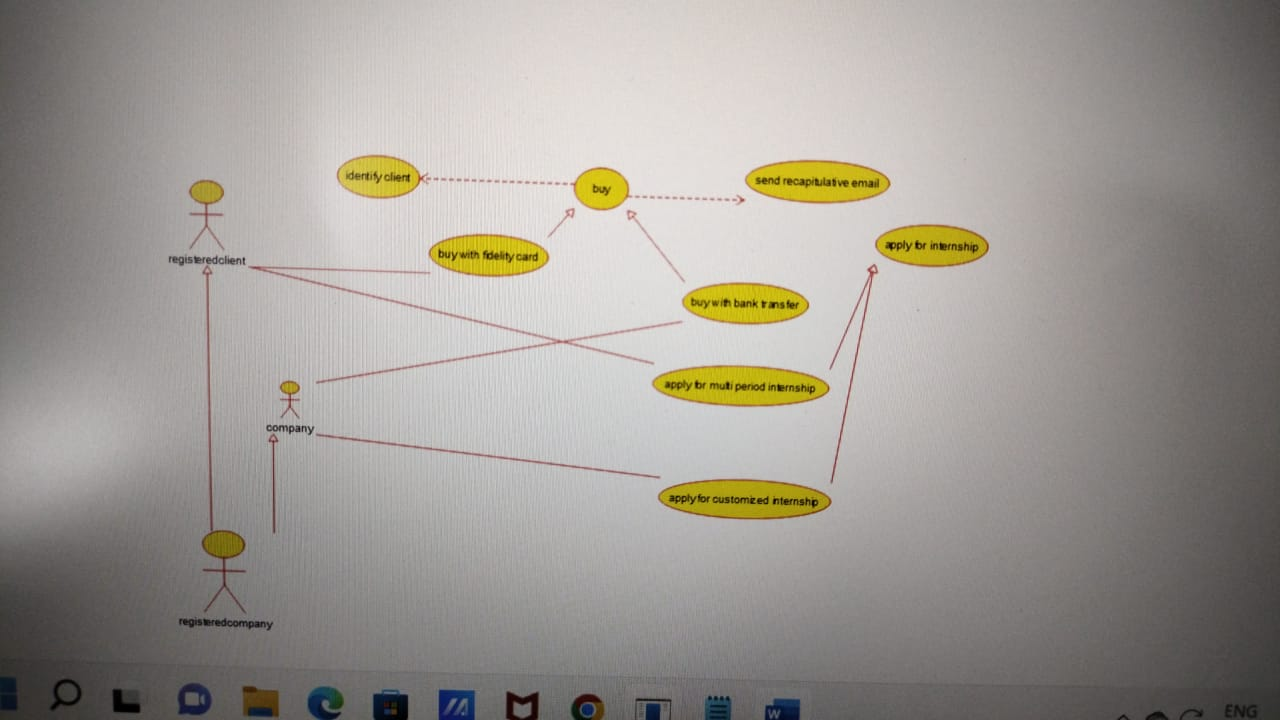 identify client
buy
send recapitulative email
registeredclient
buy with fidelity card
apply for internship
buy with bank transfer
apply for multi period internship
company
apply for customized internship
registeredcompany
W
ENG